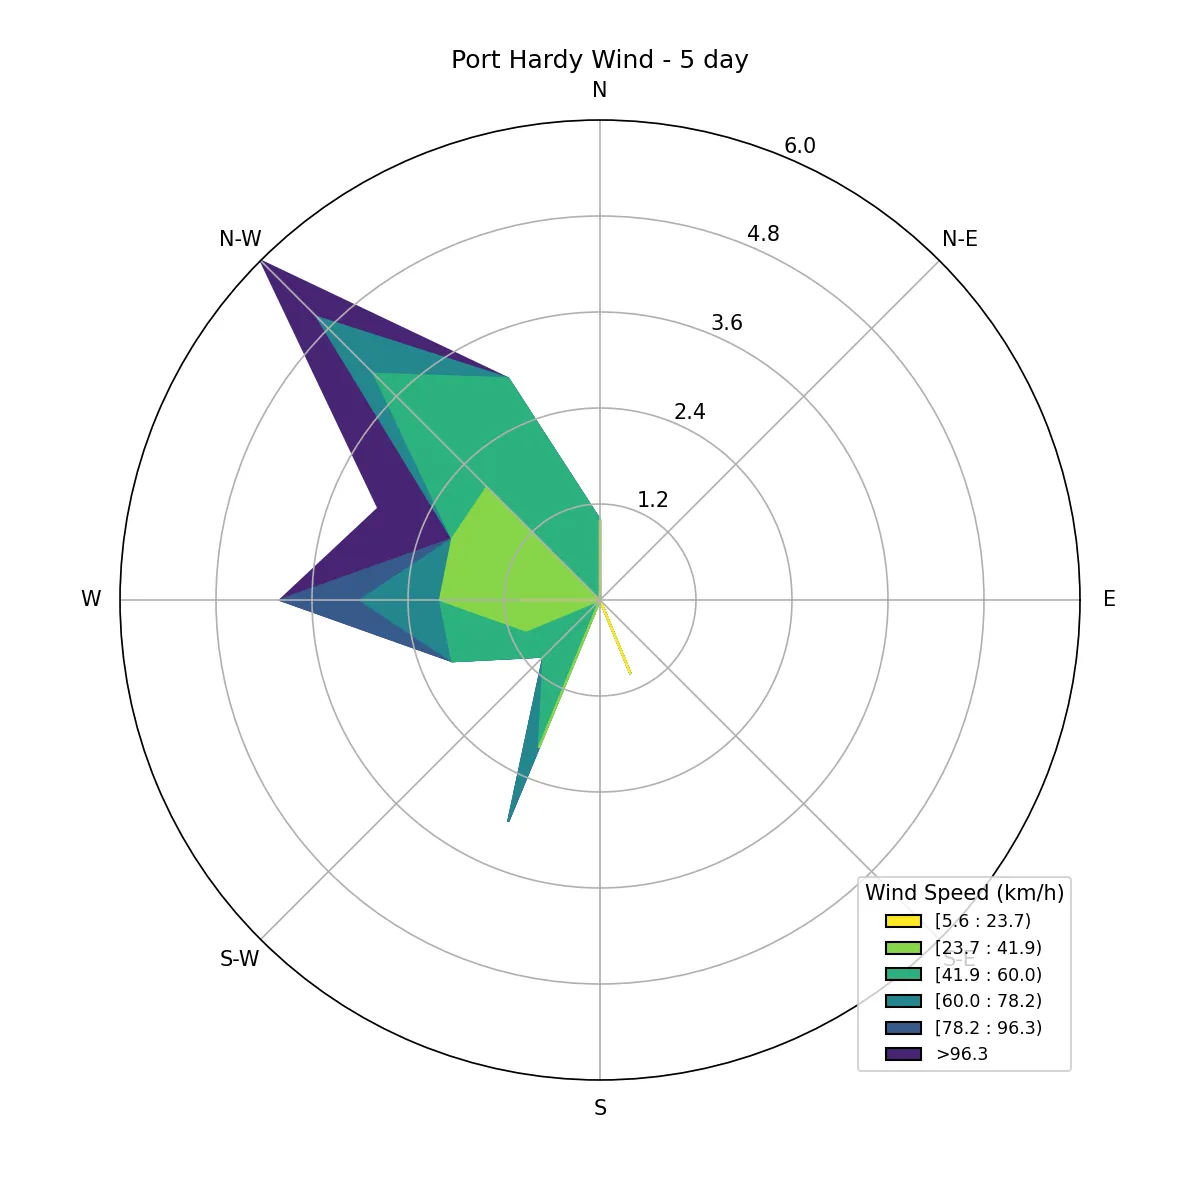 Port Hardy Wind - 5 day
N
6.0
N-W
N-E
4.8
3.6
2.4
1.2
W
E
S-W
S-E
S
Wind Speed (km/h)
[5.6 : 23.7)
[23.7 : 41.9)
[41.9 : 60.0)
[60.0 : 78.2)
[78.2 : 96.3)
>96.3